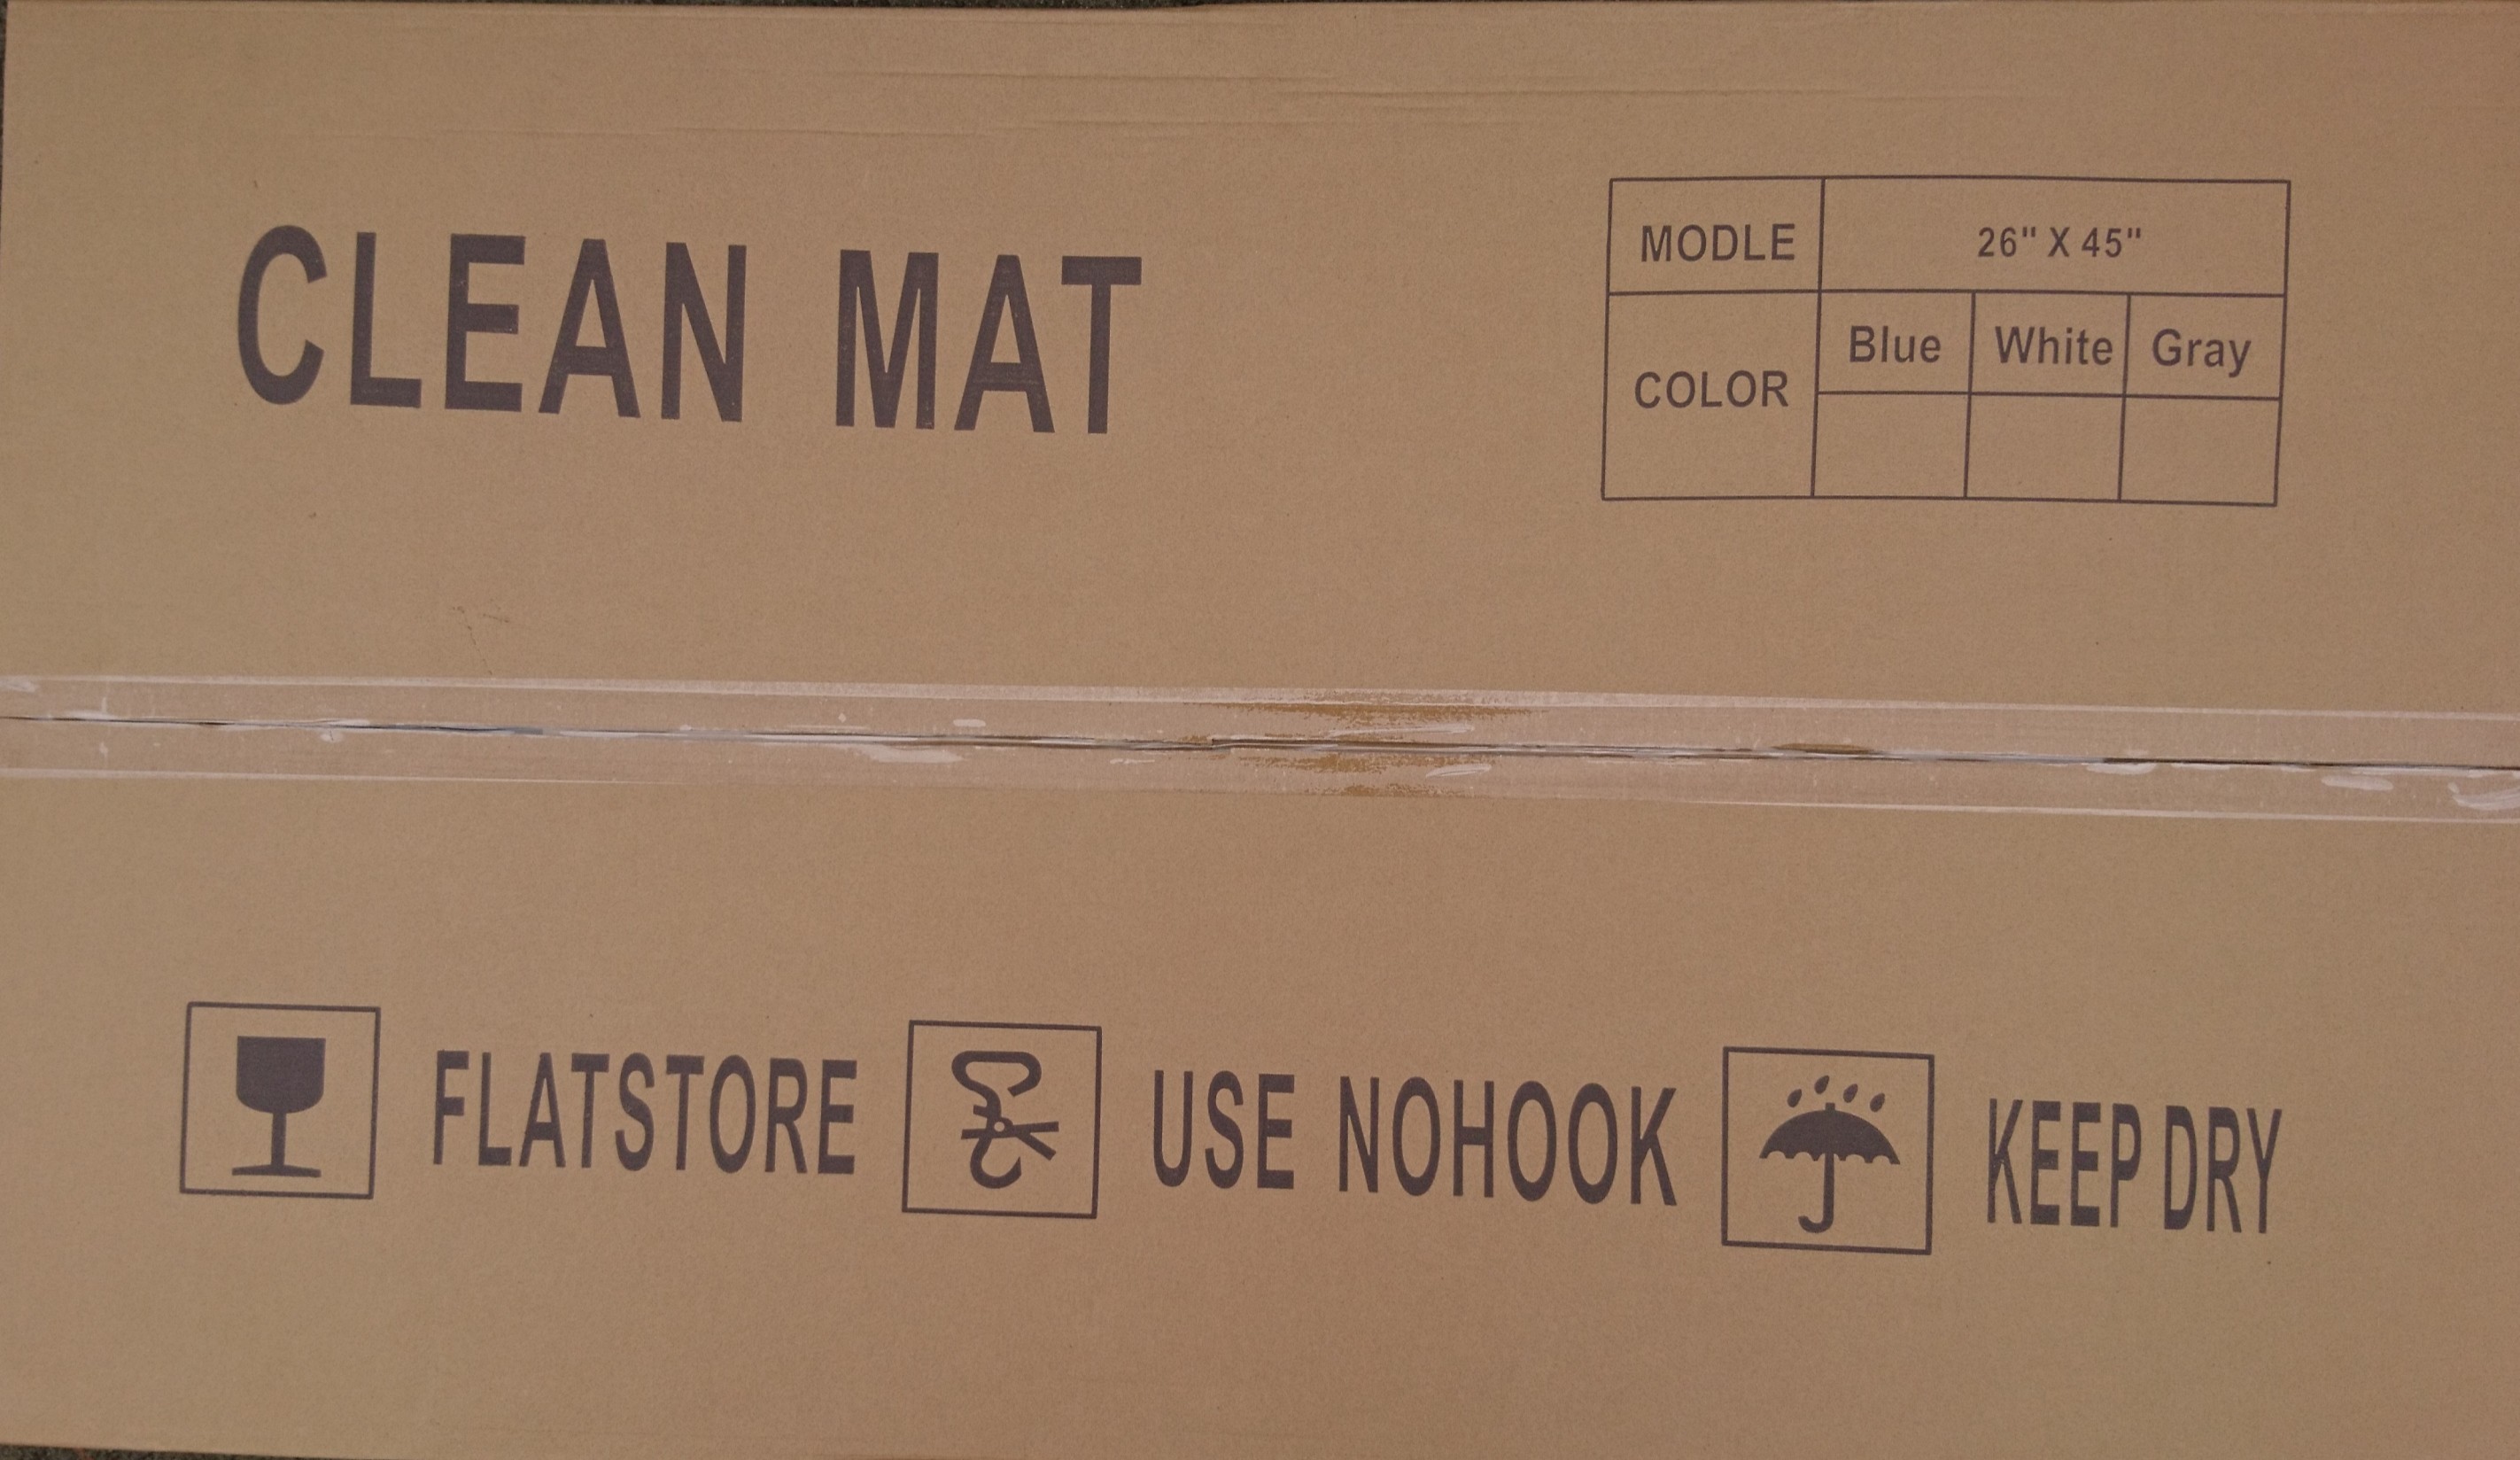 CLEAN MAT
MODLE 26" X 45"
COLOR Blue White Gray
FLATSTORE USE NOHOOK KEEP DRY